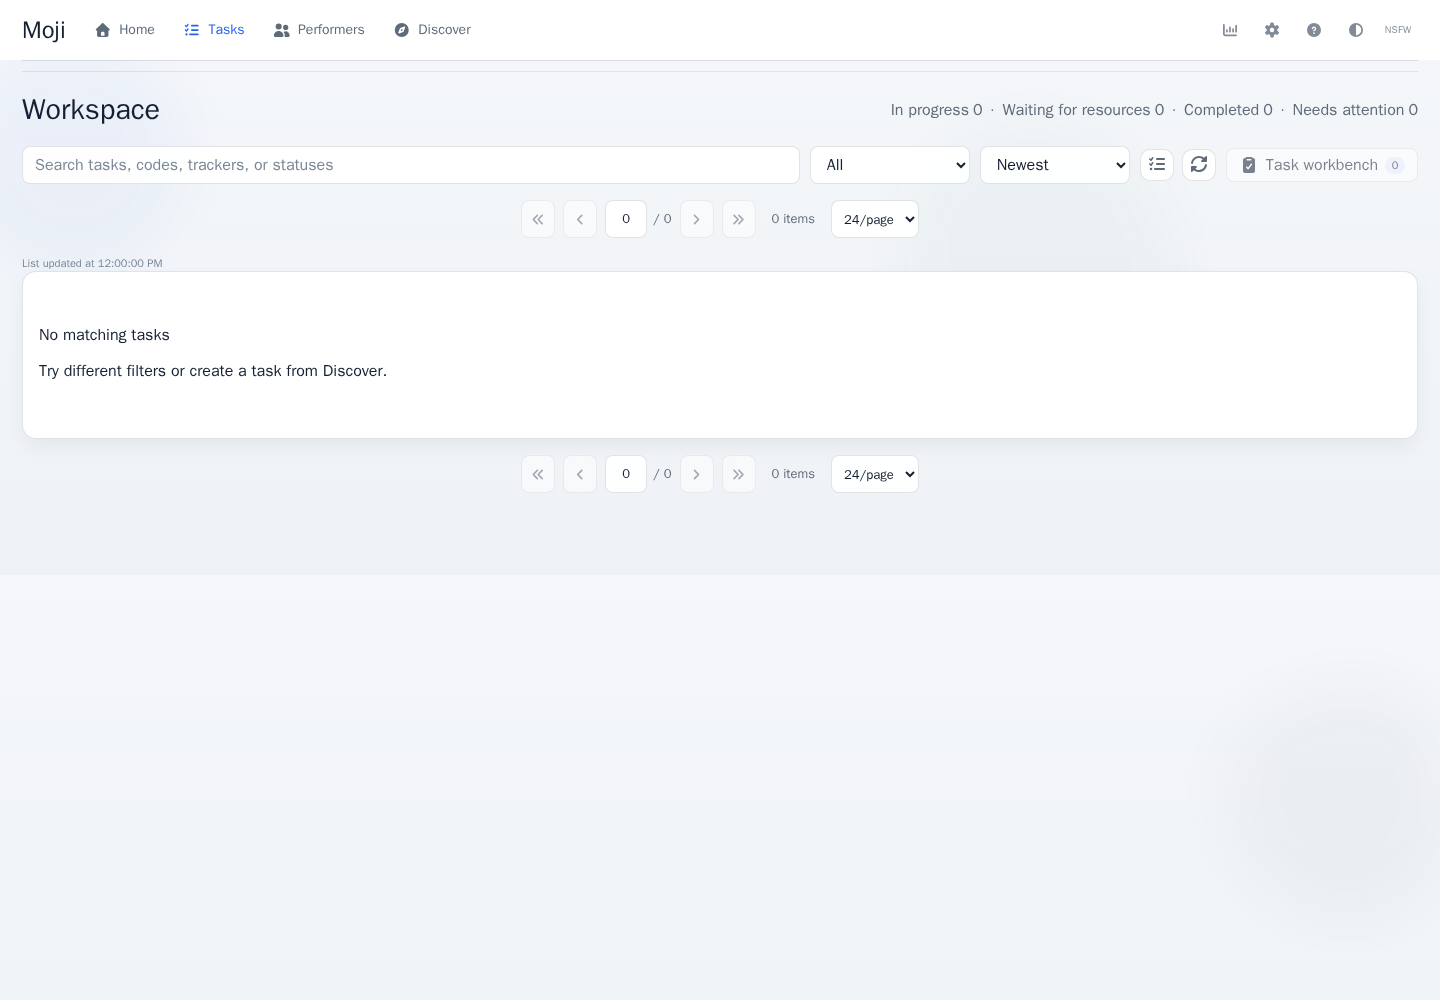 Moji Home Tasks Performers Discover NSFW
Workspace In progress 0 · Waiting for resources 0 · Completed 0 · Needs attention 0
Search tasks, codes, trackers, or statuses All Newest Task workbench 0
0 / 0 0 items 24/page
List updated at 12:00:00 PM
No matching tasks
Try different filters or create a task from Discover.
0 / 0 0 items 24/page